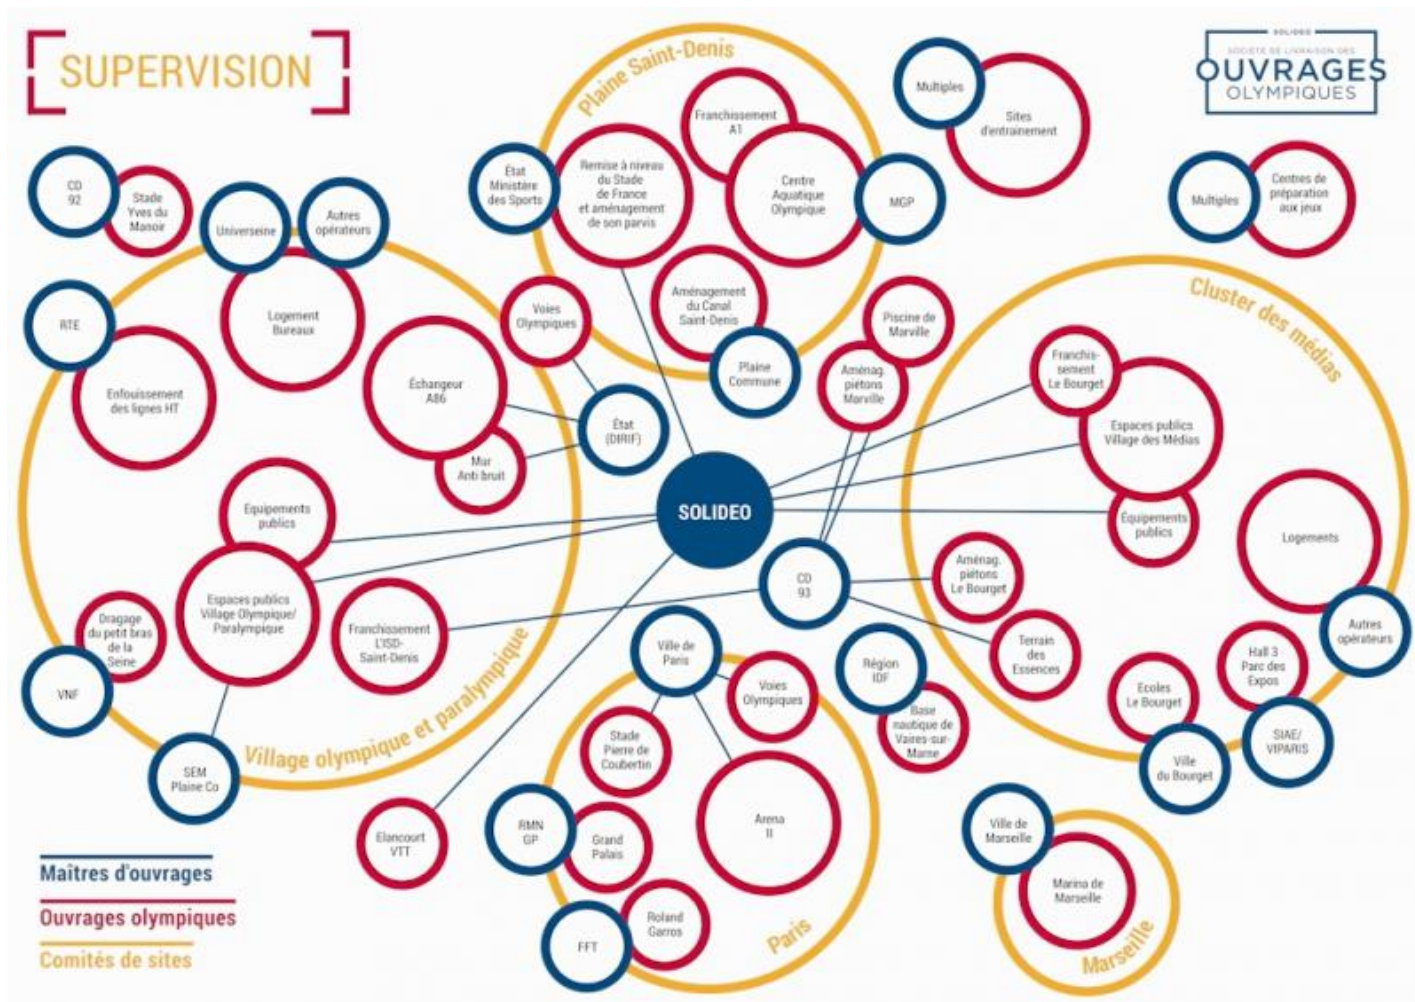 SUPERVISION
SOLIDEO
SOCIÉTÉ DE LIVRAISON DES
OUVRAGES
OLYMPIQUES
Plaine Saint-Denis
Franchissement
A1
Remise à niveau
du Stade
de France
et aménagement
de son parvis
Centre
Aquatique
Olympique
Aménagement
du Canal
Saint-Denis
État
Ministère
des Sports
MGP
Plaine
Commune
Multiples
Sites
d'entrainement
Multiples
Centres de
préparation
aux jeux
CD
92
Stade
Yves du
Manoir
Universeine
Autres
opérateurs
RTE
Logement
Bureaux
Enfouissement
des lignes HT
Échangeur
A86
Mur
Anti bruit
Voies
Olympiques
État
(DIRIF)
Equipements
publics
Espaces publics
Village Olympique/
Paralympique
Franchissement
L'ISD-
Saint-Denis
Dragage
du petit bras
de la
Seine
VNF
SEM
Plaine Co
Village olympique et paralympique
SOLIDEO
Piscine de
Marville
Aménag.
piétons
Marville
CD
93
Cluster des médias
Franchis-
sement
Le Bourget
Espaces publics
Village des Médias
Équipements
publics
Logements
Aménag.
piétons
Le Bourget
Terrain
des
Essences
Ecoles
Le Bourget
Hall 3
Parc des
Expos
Autres
opérateurs
SIAE/
VIPARIS
Ville
du Bourget
Région
IDF
Base
nautique de
Vaires-sur-
Marne
Ville de
Paris
Voies
Olympiques
Stade
Pierre de
Coubertin
Arena
II
RMN
GP
Grand
Palais
Roland
Garros
FFT
Paris
Elancourt
VTT
Ville de
Marseille
Marina de
Marseille
Marseille
Maîtres d'ouvrages
Ouvrages olympiques
Comités de sites